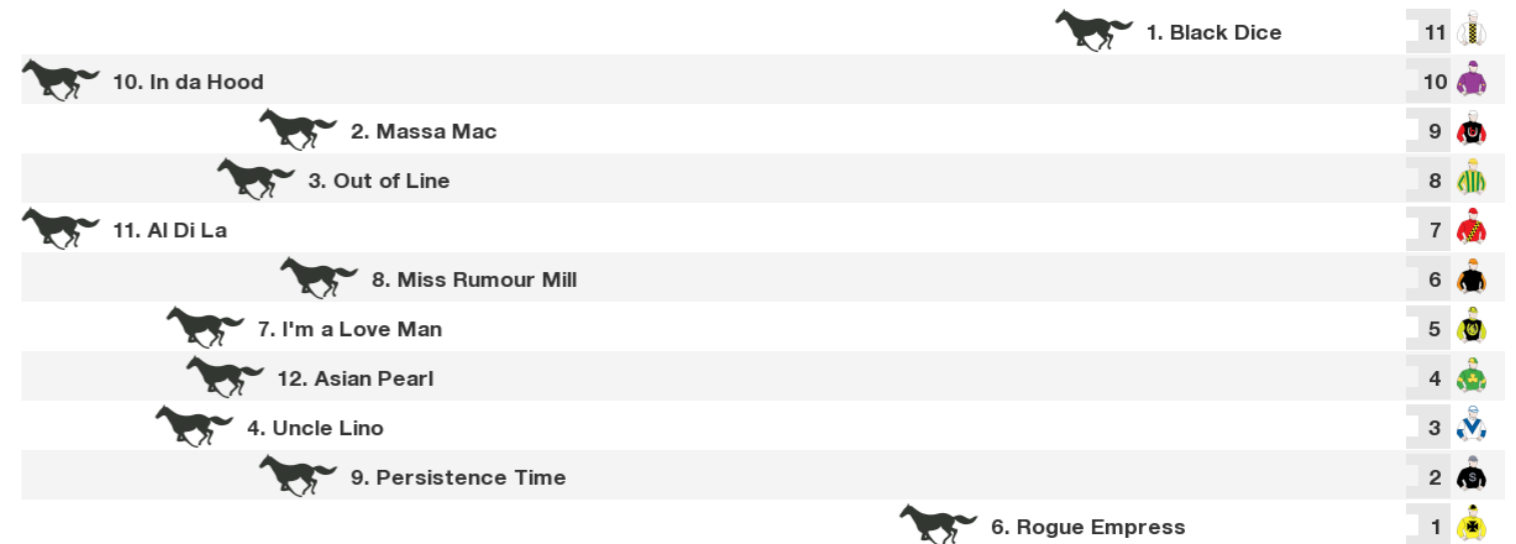 1. Black Dice 11
10. In da Hood 10
2. Massa Mac 9
3. Out of Line 8
11. Al Di La 7
8. Miss Rumour Mill 6
7. I'm a Love Man 5
12. Asian Pearl 4
4. Uncle Lino 3
9. Persistence Time 2 S
6. Rogue Empress 1